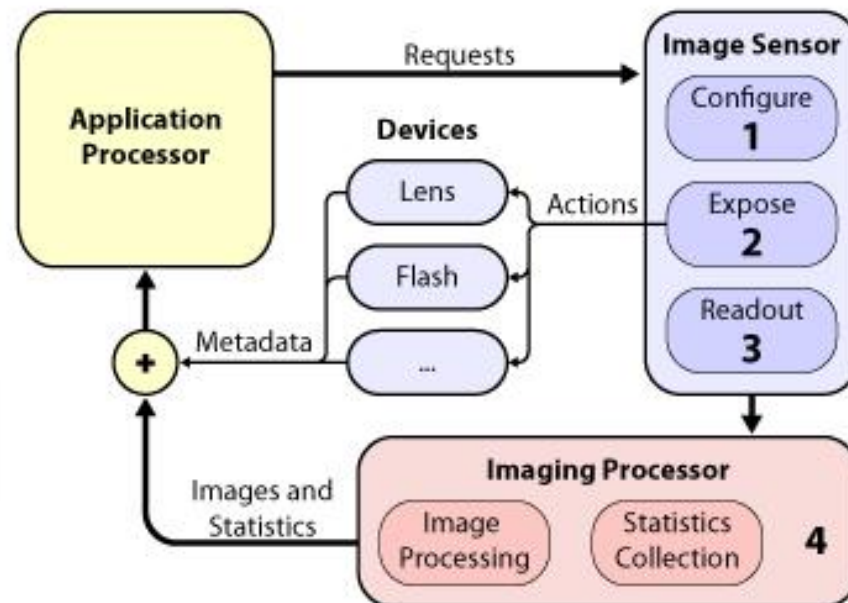 Application
Processor
Requests
Image Sensor
Configure
1
Devices
Lens
Actions
Expose
2
Flash
Readout
3
Metadata
...
+
Imaging Processor
Images and
Statistics
Image
Processing
Statistics
Collection
4